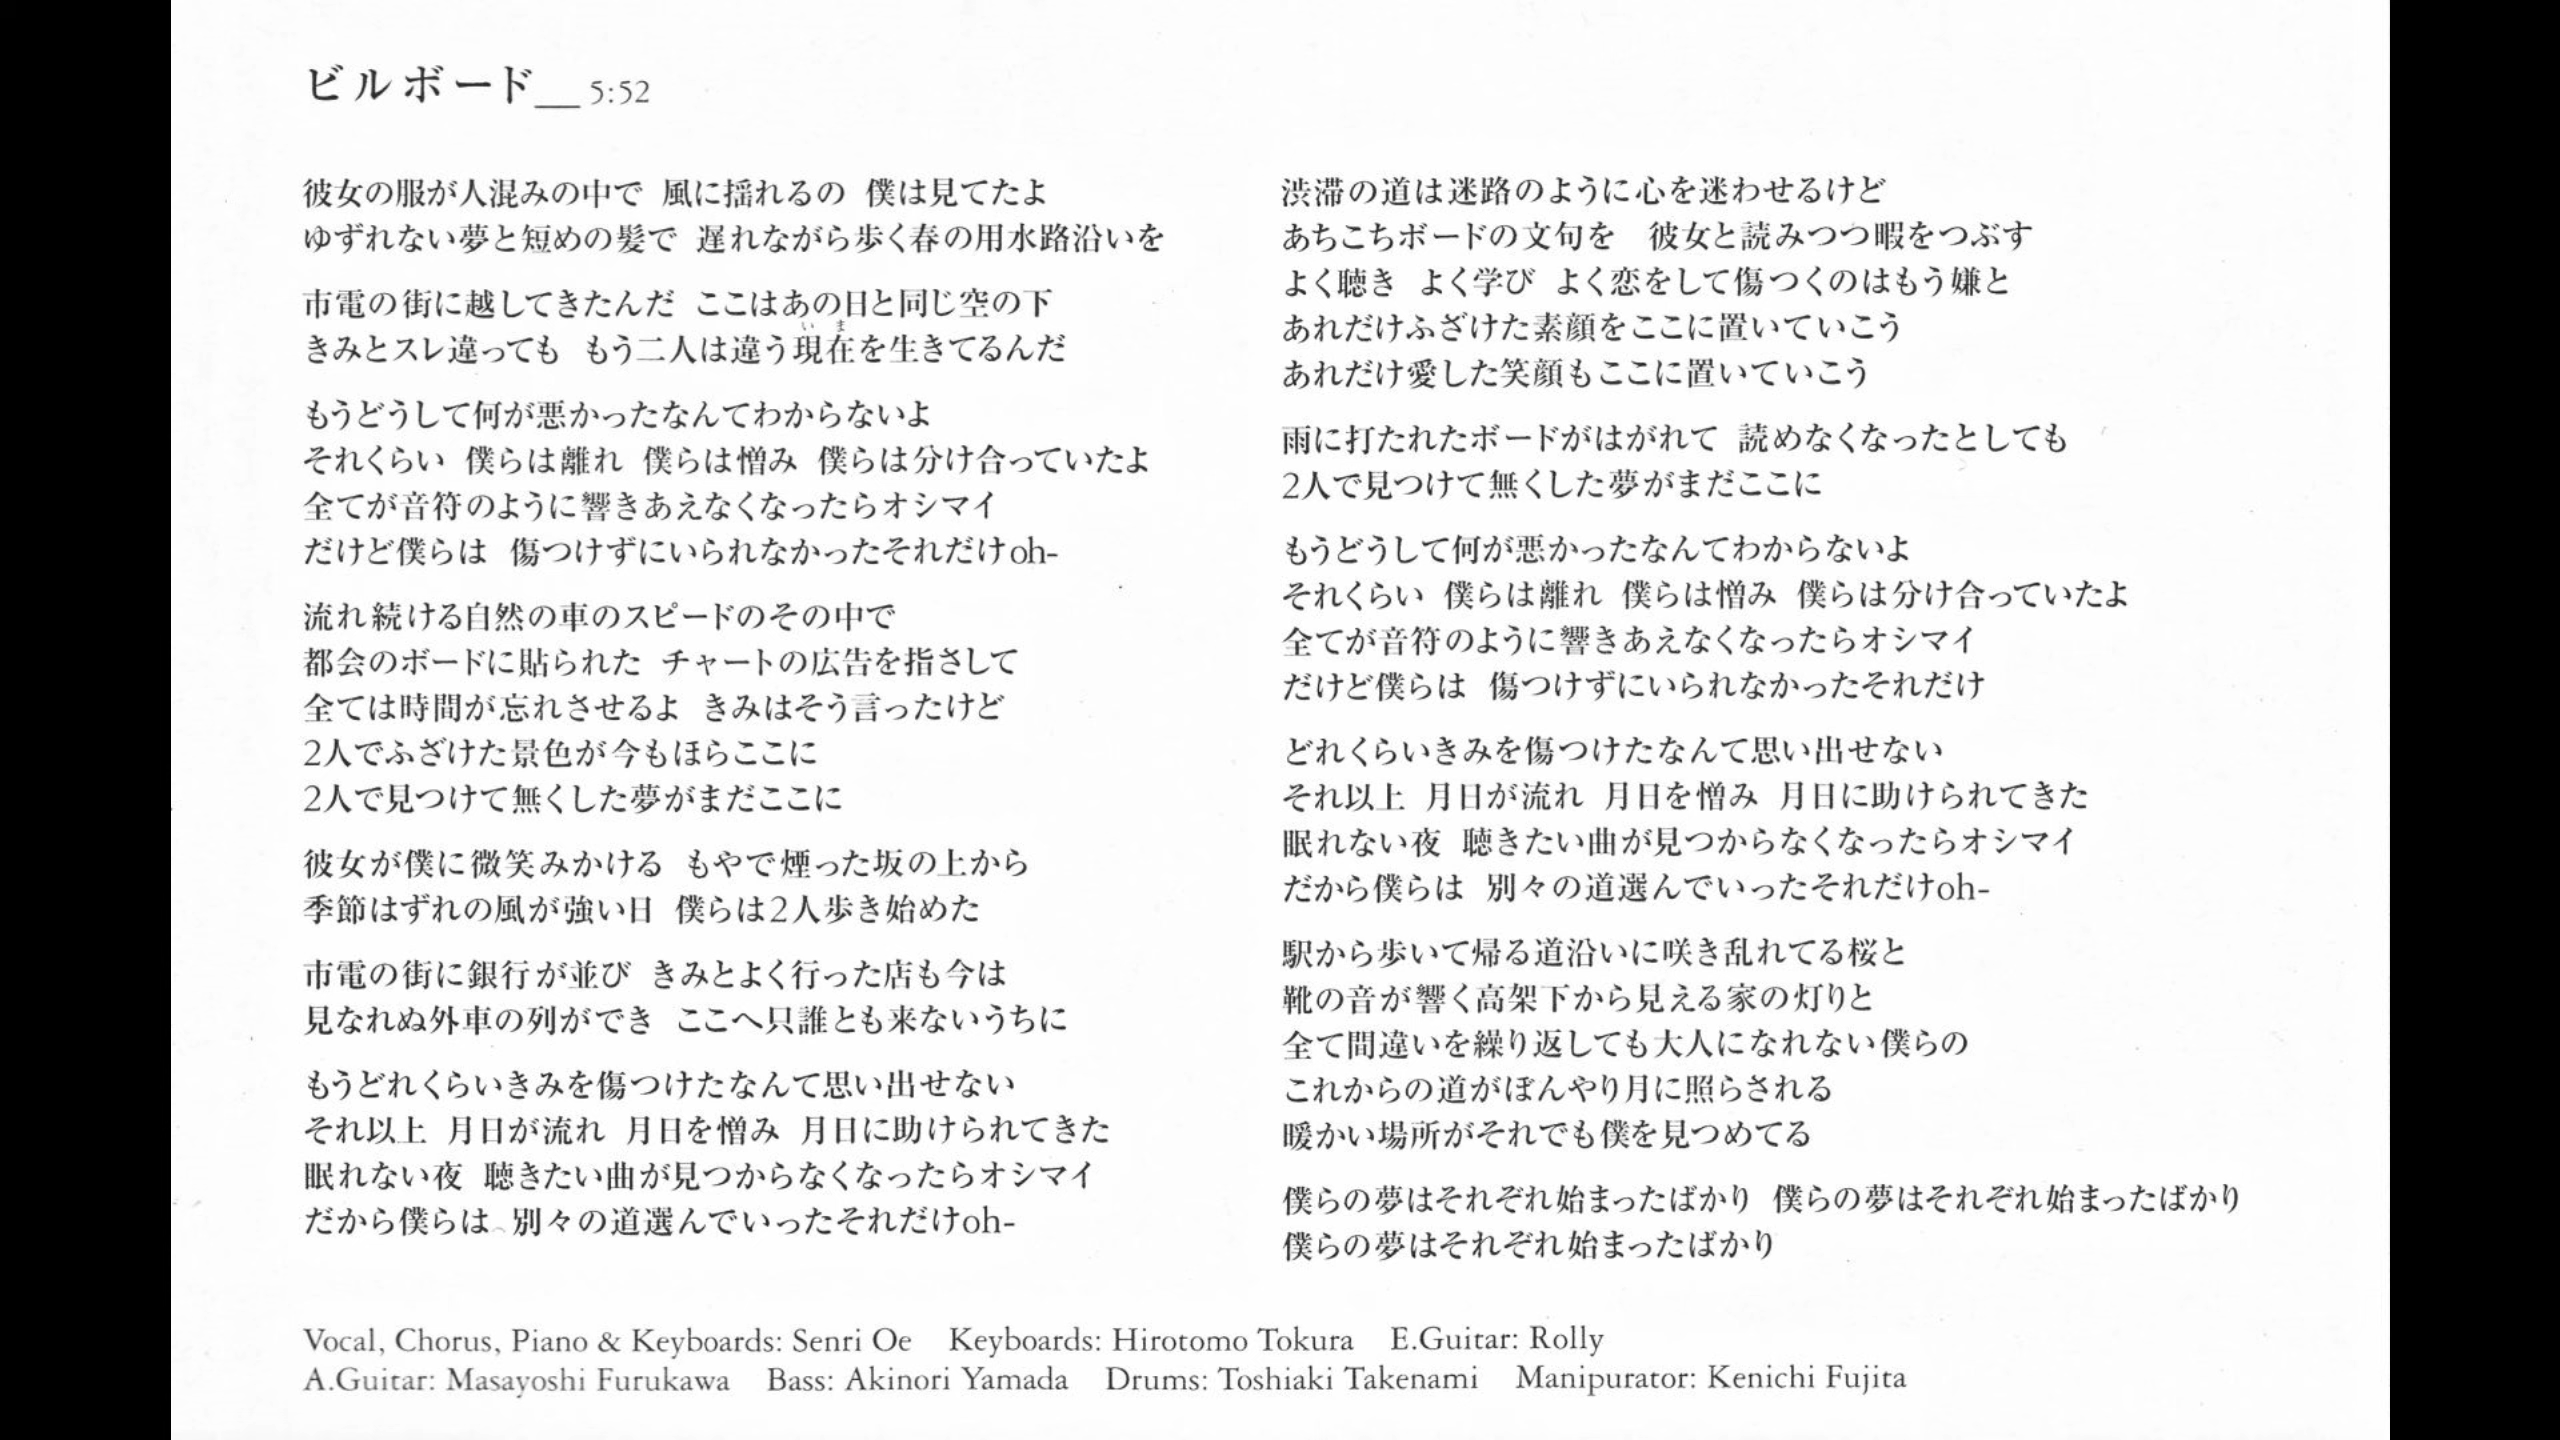 ビルボード__5:52
彼女の服が人混みの中で 風に揺れるの 僕は見てたよ
ゆずれない夢と短めの髪で 遅れながら歩く春の用水路沿いを
市電の街に越してきたんだ ここはあの日と同じ空の下
いま
きみとスレ違っても もう二人は違う現在を生きてるんだ
もうどうして何が悪かったなんてわからないよ
それくらい 僕らは離れ 僕らは憎み 僕らは分け合っていたよ
全てが音符のように響きあえなくなったらオシマイ
だけど僕らは 傷つけずにいられなかったそれだけoh-
流れ続ける自然の車のスピードのその中で
都会のボードに貼られた チャートの広告を指さして
全ては時間が忘れさせるよ きみはそう言ったけど
2人でふざけた景色が今もほらここに
2人で見つけて無くした夢がまだここに
彼女が僕に微笑みかける もやで煙った坂の上から
季節はずれの風が強い日 僕らは2人歩き始めた
市電の街に銀行が並び きみとよく行った店も今は
見なれぬ外車の列ができ ここへ只誰とも来ないうちに
もうどれくらいきみを傷つけたなんて思い出せない
それ以上 月日が流れ 月日を憎み 月日に助けられてきた
眠れない夜 聴きたい曲が見つからなくなったらオシマイ
だから僕らは 別々の道選んでいったそれだけoh-
渋滞の道は迷路のように心を迷わせるけど
あちこちボードの文句を 彼女と読みつつ暇をつぶす
よく聴き よく学び よく恋をして傷つくのはもう嫌と
あれだけふざけた素顔をここに置いていこう
あれだけ愛した笑顔もここに置いていこう
雨に打たれたボードがはがれて 読めなくなったとしても
2人で見つけて無くした夢がまだここに
もうどうして何が悪かったなんてわからないよ
それくらい 僕らは離れ 僕らは憎み 僕らは分け合っていたよ
全てが音符のように響きあえなくなったらオシマイ
だけど僕らは 傷つけずにいられなかったそれだけ
どれくらいきみを傷つけたなんて思い出せない
それ以上 月日が流れ 月日を憎み 月日に助けられてきた
眠れない夜 聴きたい曲が見つからなくなったらオシマイ
だから僕らは 別々の道選んでいったそれだけoh-
駅から歩いて帰る道沿いに咲き乱れてる桜と
靴の音が響く高架下から見える家の灯りと
全て間違いを繰り返しても大人になれない僕らの
これからの道がぼんやり月に照らされる
暖かい場所がそれでも僕を見つめてる
僕らの夢はそれぞれ始まったばかり 僕らの夢はそれぞれ始まったばかり
僕らの夢はそれぞれ始まったばかり
Vocal, Chorus, Piano & Keyboards: Senri Oe Keyboards: Hirotomo Tokura E.Guitar: Rolly
A.Guitar: Masayoshi Furukawa Bass: Akinori Yamada Drums: Toshiaki Takenami Manipurator: Kenichi Fujita